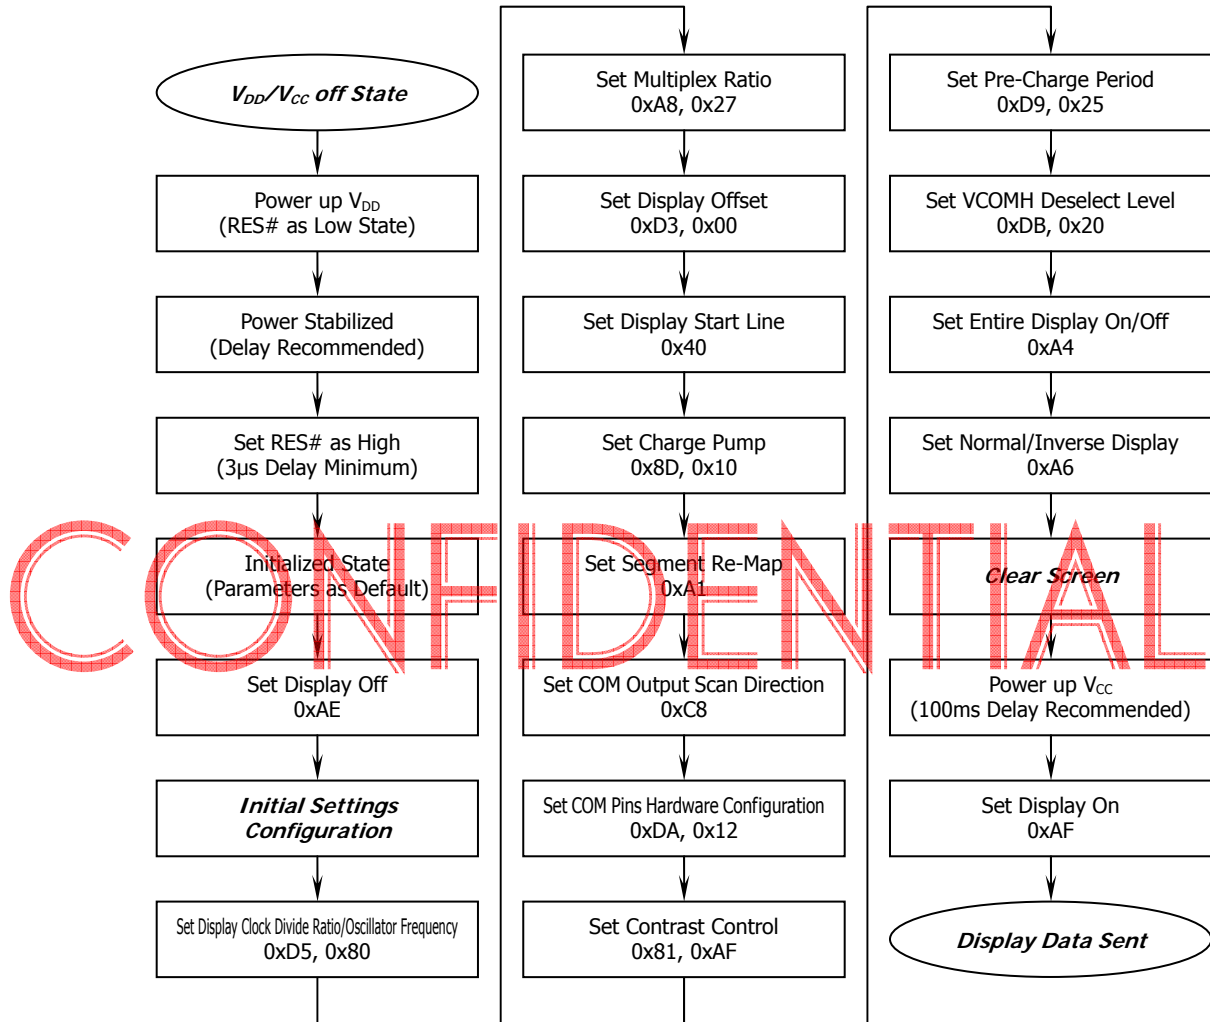 V_DD/V_CC off State
Power up V_DD
(RES# as Low State)
Power Stabilized
(Delay Recommended)
Set RES# as High
(3μs Delay Minimum)
Initialized State
(Parameters as Default)
Set Display Off
0xAE
Initial Settings
Configuration
Set Display Clock Divide Ratio/Oscillator Frequency
0xD5, 0x80
Set Multiplex Ratio
0xA8, 0x27
Set Display Offset
0xD3, 0x00
Set Display Start Line
0x40
Set Charge Pump
0x8D, 0x10
Set Segment Re-Map
0xA1
Set COM Output Scan Direction
0xC8
Set COM Pins Hardware Configuration
0xDA, 0x12
Set Contrast Control
0x81, 0xAF
Set Pre-Charge Period
0xD9, 0x25
Set VCOMH Deselect Level
0xDB, 0x20
Set Entire Display On/Off
0xA4
Set Normal/Inverse Display
0xA6
Clear Screen
Power up V_CC
(100ms Delay Recommended)
Set Display On
0xAF
Display Data Sent
CONFIDENTIAL